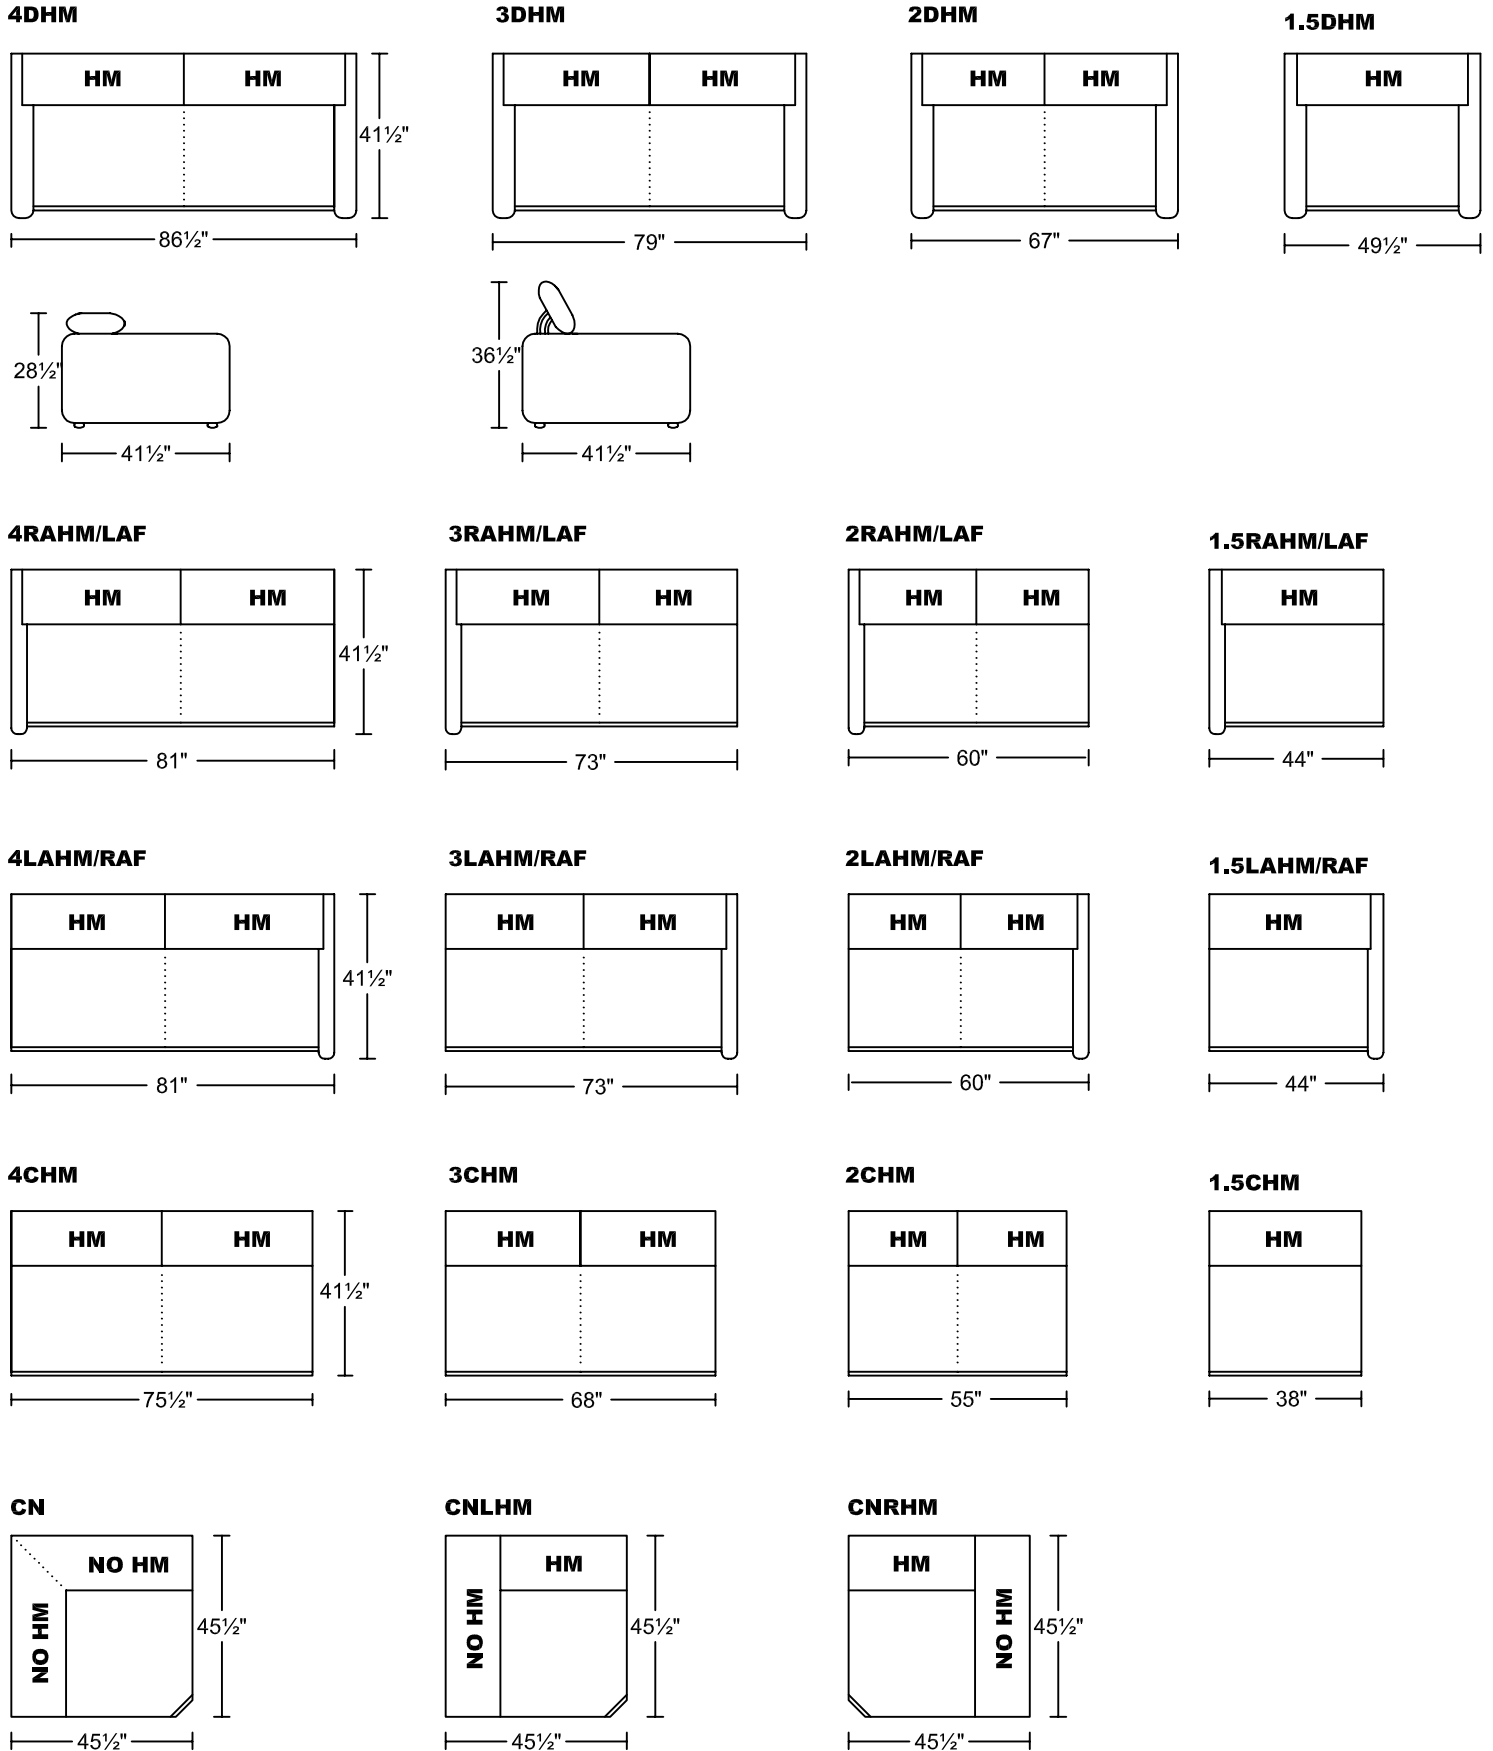 4DHM
3DHM
2DHM
1.5DHM
HM HM
HM HM
HM HM
HM
41½"
86½"
79"
67"
49½"
28½"
41½"
36½"
41½"
4RAHM/LAF
3RAHM/LAF
2RAHM/LAF
1.5RAHM/LAF
HM HM
HM HM
HM HM
HM
41½"
81"
73"
60"
44"
4LAHM/RAF
3LAHM/RAF
2LAHM/RAF
1.5LAHM/RAF
HM HM
HM HM
HM HM
HM
41½"
81"
73"
60"
44"
4CHM
3CHM
2CHM
1.5CHM
HM HM
HM HM
HM HM
HM
41½"
75½"
68"
55"
38"
CN
CNLHM
CNRHM
NO HM
NO HM
45½"
45½"
HM
NO HM
45½"
45½"
HM
NO HM
45½"
45½"